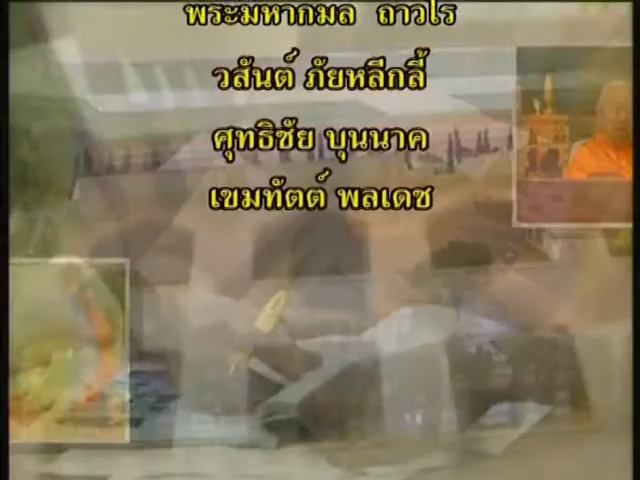 พระมหากมล ถาวโร
วสันต์ ภัยหลีกลี้
ศุทธิชัย บุนนาค
เขมทัตต์ พลเดช